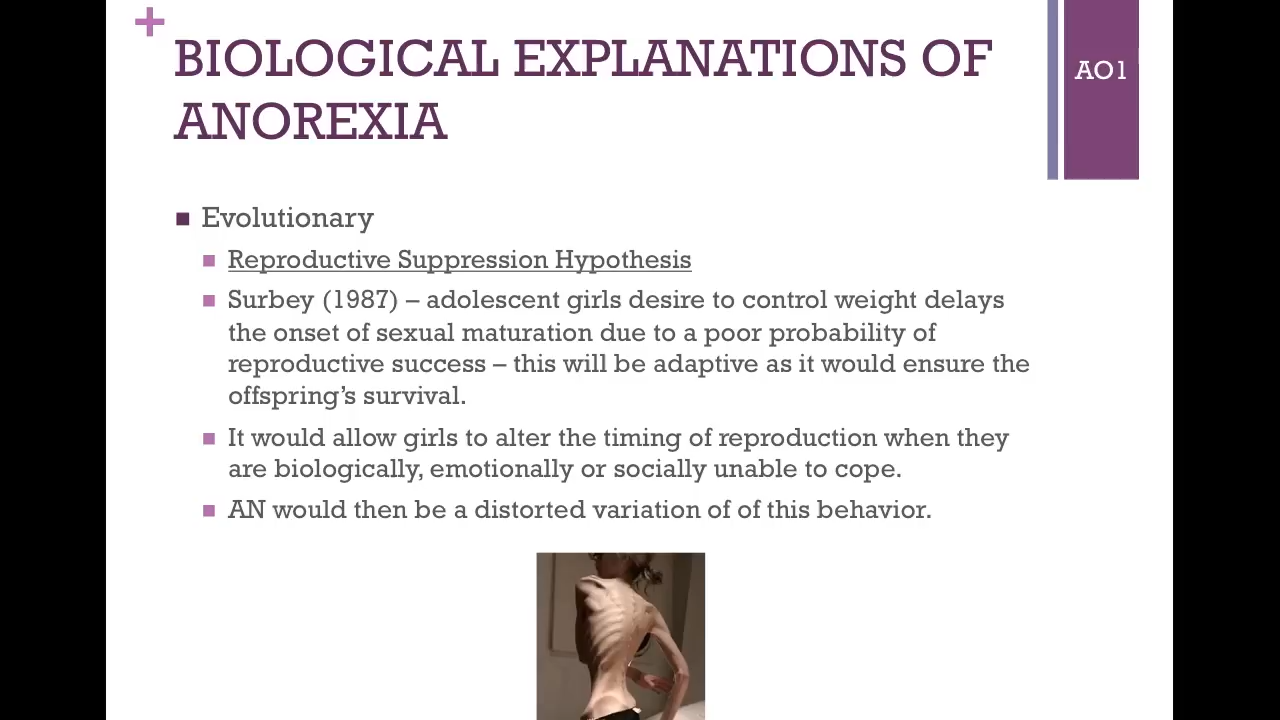 BIOLOGICAL EXPLANATIONS OF
ANOREXIA
AO1
Evolutionary
Reproductive Suppression Hypothesis
Surbey (1987) – adolescent girls desire to control weight delays
the onset of sexual maturation due to a poor probability of
reproductive success – this will be adaptive as it would ensure the
offspring's survival.
It would allow girls to alter the timing of reproduction when they
are biologically, emotionally or socially unable to cope.
AN would then be a distorted variation of of this behavior.